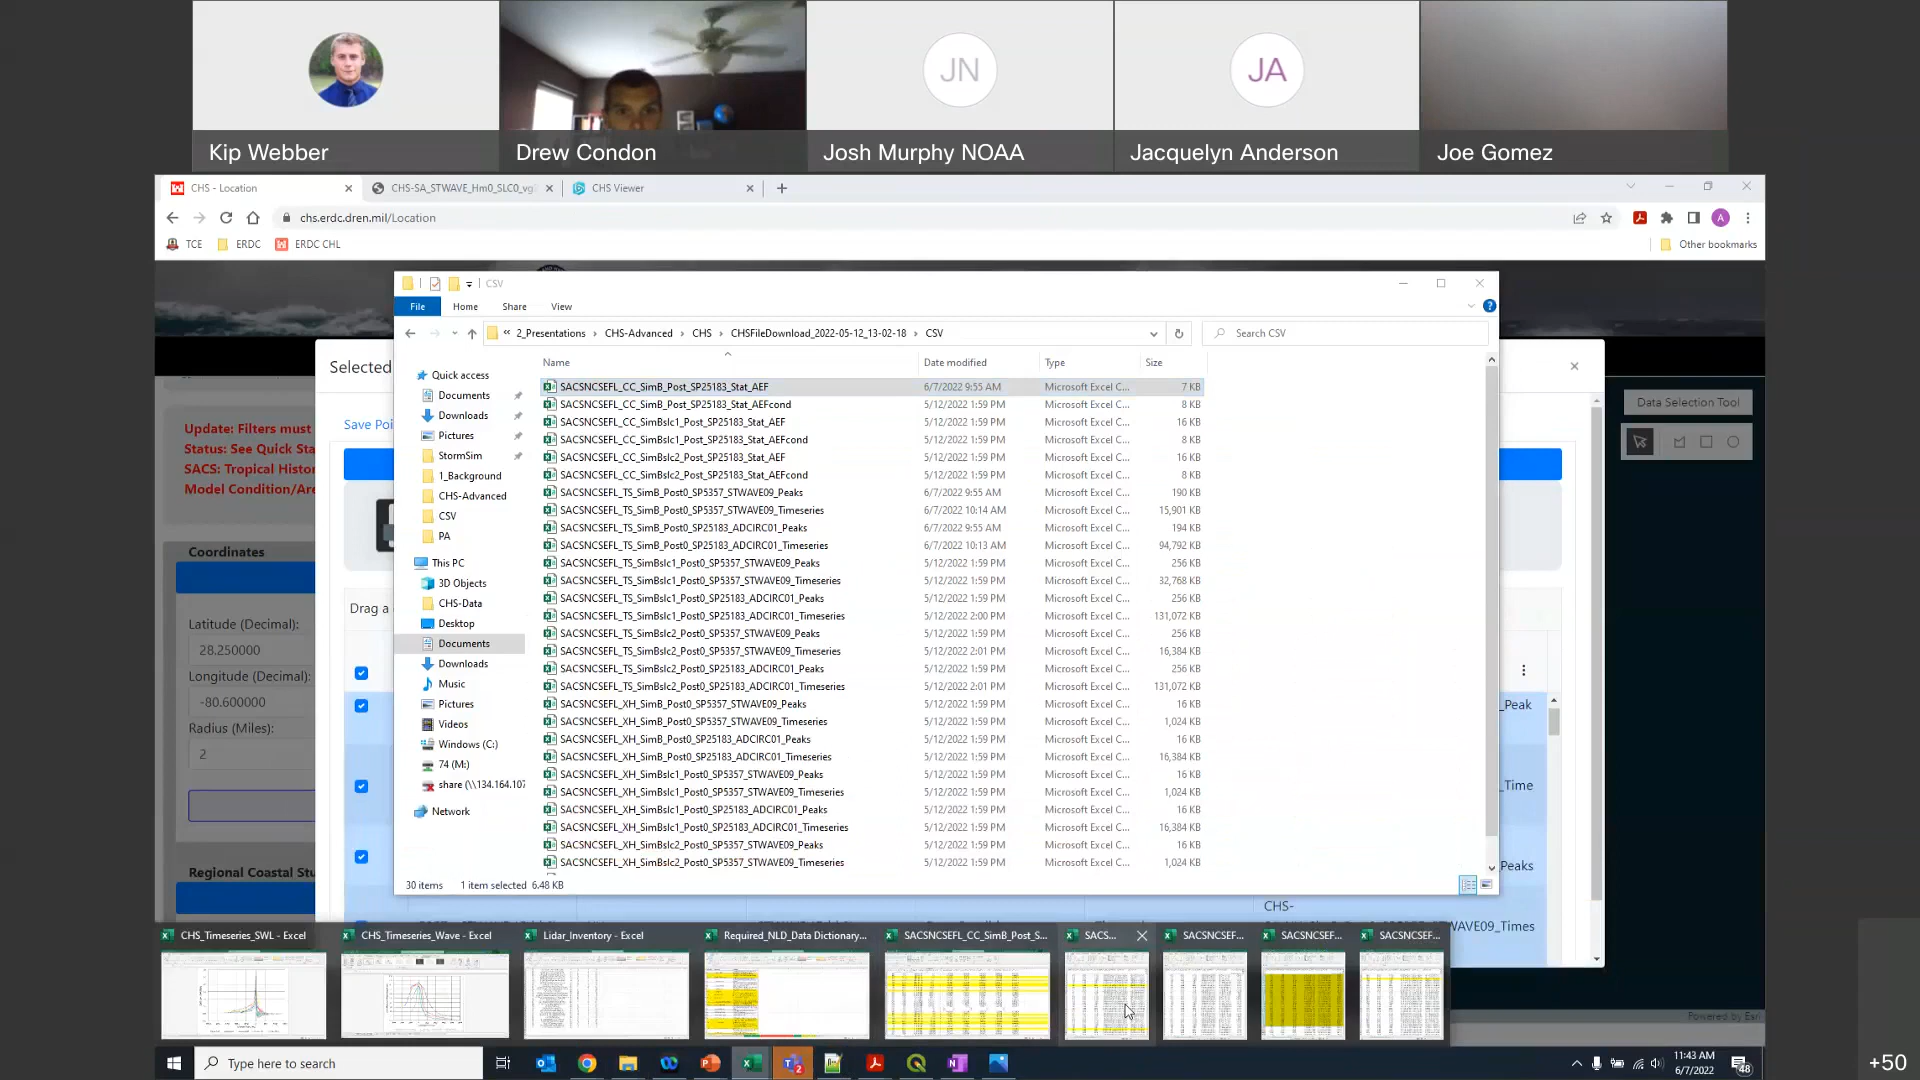 JN
JA
Kip Webber
Drew Condon
Josh Murphy NOAA
Jacquelyn Anderson
Joe Gomez
CHS - Location
CHS-SA_STWAVE_Hm0_SLC0_vg
CHS Viewer
chs.erdc.dren.mil/Location
A
TCE
ERDC
ERDC CHL
Other bookmarks
CSV
File
Home
Share
View
2_Presentations › CHS-Advanced › CHS › CHSFileDownload_2022-05-12_13-02-18 › CSV
Search CSV
Name
Date modified
Type
Size
Quick access
Documents
Downloads
Pictures
StormSim
1_Background
CHS-Advanced
CSV
PA
This PC
3D Objects
CHS-Data
Desktop
Documents
Downloads
Music
Pictures
Videos
Windows (C:)
74 (M:)
share (\\134.164.107
Network
SACSNCSEFL_CC_SimB_Post_SP25183_Stat_AEF 6/7/2022 9:55 AM Microsoft Excel C... 7 KB
SACSNCSEFL_CC_SimB_Post_SP25183_Stat_AEFcond 5/12/2022 1:59 PM Microsoft Excel C... 8 KB
SACSNCSEFL_CC_SimBslc1_Post_SP25183_Stat_AEF 5/12/2022 1:59 PM Microsoft Excel C... 16 KB
SACSNCSEFL_CC_SimBslc1_Post_SP25183_Stat_AEFcond 5/12/2022 1:59 PM Microsoft Excel C... 8 KB
SACSNCSEFL_CC_SimBslc2_Post_SP25183_Stat_AEF 5/12/2022 1:59 PM Microsoft Excel C... 16 KB
SACSNCSEFL_CC_SimBslc2_Post_SP25183_Stat_AEFcond 5/12/2022 1:59 PM Microsoft Excel C... 8 KB
SACSNCSEFL_TS_SimB_Post0_SP5357_STWAVE09_Peaks 6/7/2022 9:55 AM Microsoft Excel C... 190 KB
SACSNCSEFL_TS_SimB_Post0_SP5357_STWAVE09_Timeseries 6/7/2022 10:14 AM Microsoft Excel C... 15,901 KB
SACSNCSEFL_TS_SimB_Post0_SP25183_ADCIRC01_Peaks 6/7/2022 9:55 AM Microsoft Excel C... 194 KB
SACSNCSEFL_TS_SimB_Post0_SP25183_ADCIRC01_Timeseries 6/7/2022 10:13 AM Microsoft Excel C... 94,792 KB
SACSNCSEFL_TS_SimBslc1_Post0_SP5357_STWAVE09_Peaks 5/12/2022 1:59 PM Microsoft Excel C... 256 KB
SACSNCSEFL_TS_SimBslc1_Post0_SP5357_STWAVE09_Timeseries 5/12/2022 1:59 PM Microsoft Excel C... 32,768 KB
SACSNCSEFL_TS_SimBslc1_Post0_SP25183_ADCIRC01_Peaks 5/12/2022 1:59 PM Microsoft Excel C... 256 KB
SACSNCSEFL_TS_SimBslc1_Post0_SP25183_ADCIRC01_Timeseries 5/12/2022 2:00 PM Microsoft Excel C... 131,072 KB
SACSNCSEFL_TS_SimBslc2_Post0_SP5357_STWAVE09_Peaks 5/12/2022 1:59 PM Microsoft Excel C... 256 KB
SACSNCSEFL_TS_SimBslc2_Post0_SP5357_STWAVE09_Timeseries 5/12/2022 2:01 PM Microsoft Excel C... 16,384 KB
SACSNCSEFL_TS_SimBslc2_Post0_SP25183_ADCIRC01_Peaks 5/12/2022 1:59 PM Microsoft Excel C... 256 KB
SACSNCSEFL_TS_SimBslc2_Post0_SP25183_ADCIRC01_Timeseries 5/12/2022 2:01 PM Microsoft Excel C... 131,072 KB
SACSNCSEFL_XH_SimB_Post0_SP5357_STWAVE09_Peaks 5/12/2022 1:59 PM Microsoft Excel C... 16 KB
SACSNCSEFL_XH_SimB_Post0_SP5357_STWAVE09_Timeseries 5/12/2022 1:59 PM Microsoft Excel C... 1,024 KB
SACSNCSEFL_XH_SimB_Post0_SP25183_ADCIRC01_Peaks 5/12/2022 1:59 PM Microsoft Excel C... 16 KB
SACSNCSEFL_XH_SimB_Post0_SP25183_ADCIRC01_Timeseries 5/12/2022 1:59 PM Microsoft Excel C... 16,384 KB
SACSNCSEFL_XH_SimBslc1_Post0_SP5357_STWAVE09_Peaks 5/12/2022 1:59 PM Microsoft Excel C... 16 KB
SACSNCSEFL_XH_SimBslc1_Post0_SP5357_STWAVE09_Timeseries 5/12/2022 1:59 PM Microsoft Excel C... 1,024 KB
SACSNCSEFL_XH_SimBslc1_Post0_SP25183_ADCIRC01_Peaks 5/12/2022 1:59 PM Microsoft Excel C... 16 KB
SACSNCSEFL_XH_SimBslc1_Post0_SP25183_ADCIRC01_Timeseries 5/12/2022 1:59 PM Microsoft Excel C... 16,384 KB
SACSNCSEFL_XH_SimBslc2_Post0_SP5357_STWAVE09_Peaks 5/12/2022 1:59 PM Microsoft Excel C... 16 KB
SACSNCSEFL_XH_SimBslc2_Post0_SP5357_STWAVE09_Timeseries 5/12/2022 1:59 PM Microsoft Excel C... 1,024 KB
30 items 1 item selected 6.48 KB
Selected
Save Poi
Update: Filters must
Status: See Quick Sta
SACS: Tropical Histo
Model Condition/Are
Coordinates
Latitude (Decimal):
28.250000
Longitude (Decimal):
-80.600000
Radius (Miles):
2
Drag a
Regional Coastal Stu
Data Selection Tool
_Peak
_Time
Peaks
CHS-
WAVE09_Times
Powered by Esri
CHS_Timeseries_SWL - Excel
CHS_Timeseries_Wave - Excel
Lidar_Inventory - Excel
Required_NLD_Data Dictionary...
SACSNCSEFL_CC_SimB_Post_S...
SACS...
SACSNCSEF...
SACSNCSEF...
SACSNCSEF...
Type here to search
11:43 AM
6/7/2022
48
+50